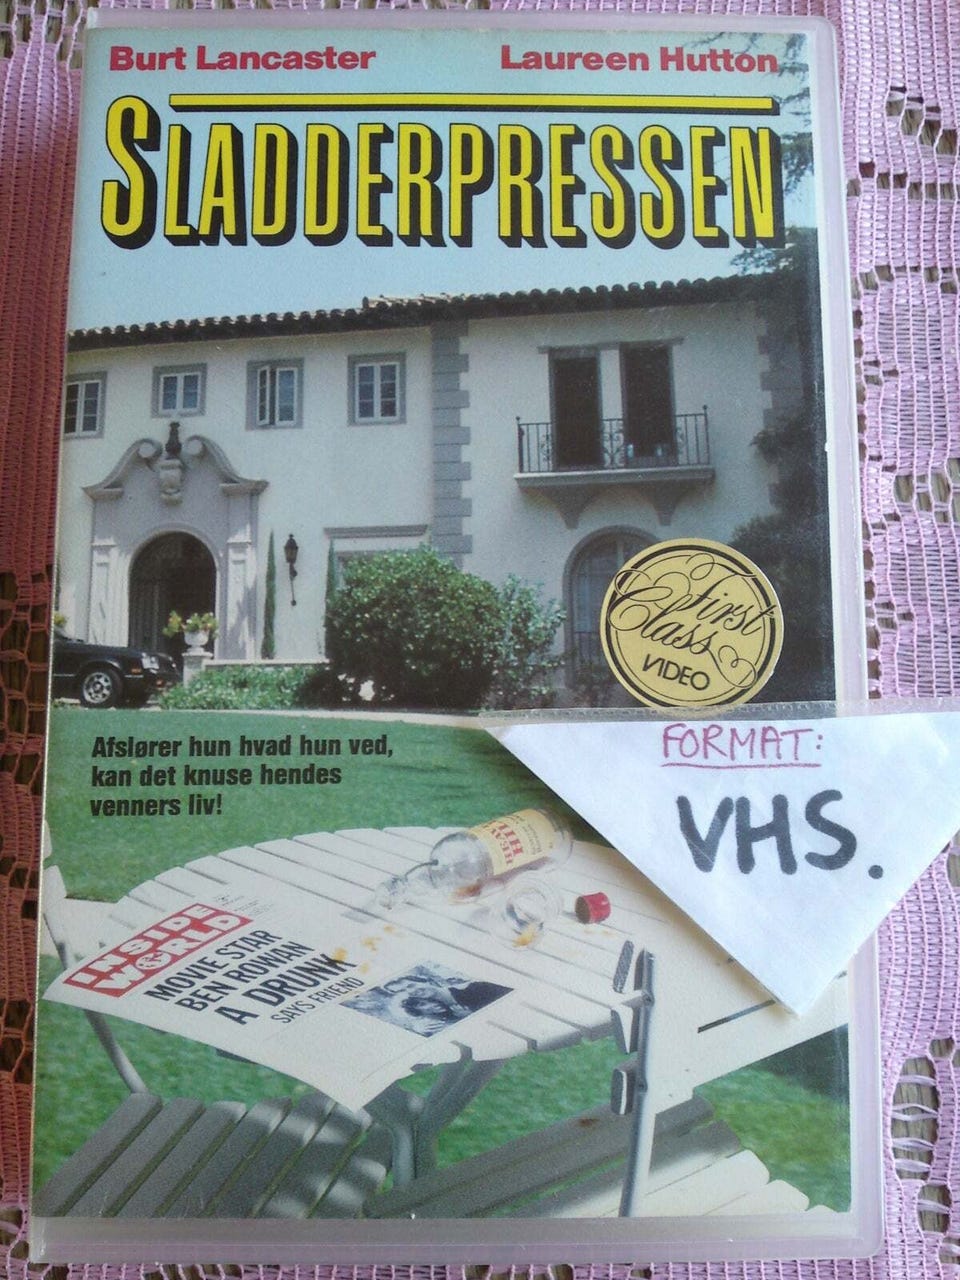 Burt Lancaster Laureen Hutton
SLADDERPRESSEN
First
Class
VIDEO
Afslører hun hvad hun ved,
kan det knuse hendes
venners liv!
FORMAT:
VHS.
INSIDE
WORLD
MOVIE STAR
BEN ROWAN
A DRUNK
SAYS FRIEND